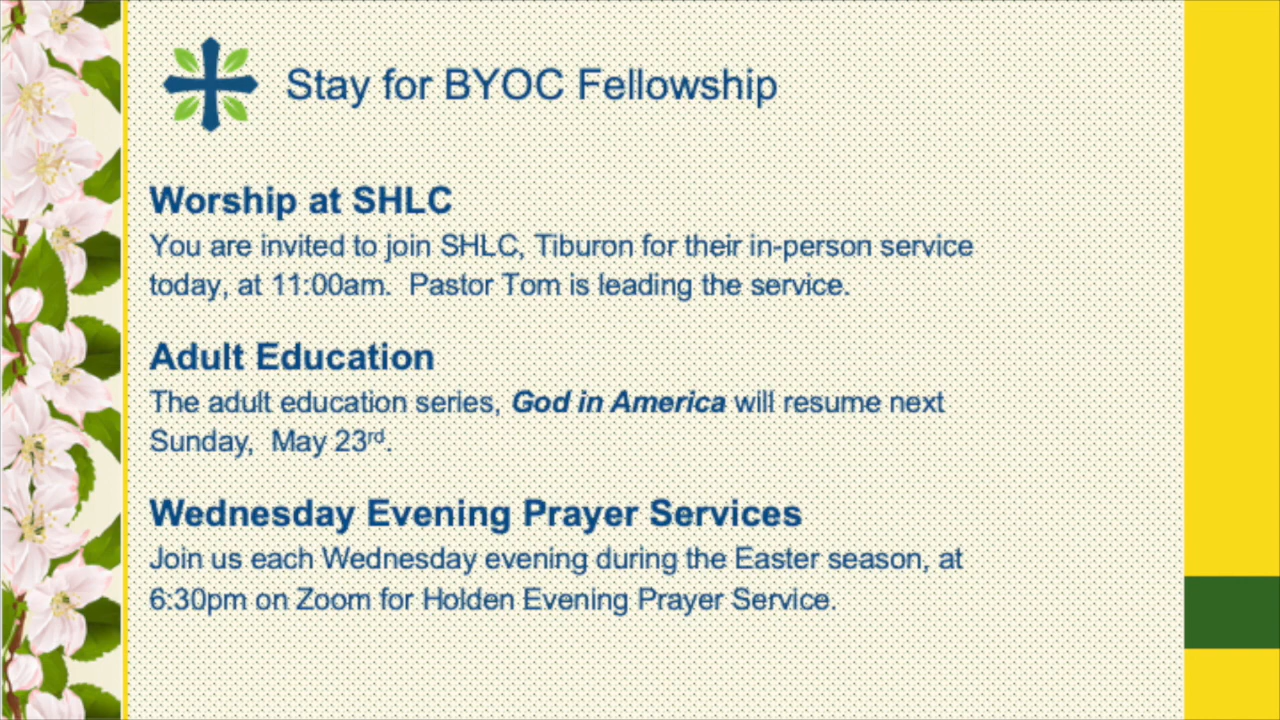 Stay for BYOC Fellowship
Worship at SHLC
You are invited to join SHLC, Tiburon for their in-person service
today, at 11:00am.  Pastor Tom is leading the service.
Adult Education
The adult education series, God in America will resume next
Sunday,  May 23rd.
Wednesday Evening Prayer Services
Join us each Wednesday evening during the Easter season, at
6:30pm on Zoom for Holden Evening Prayer Service.